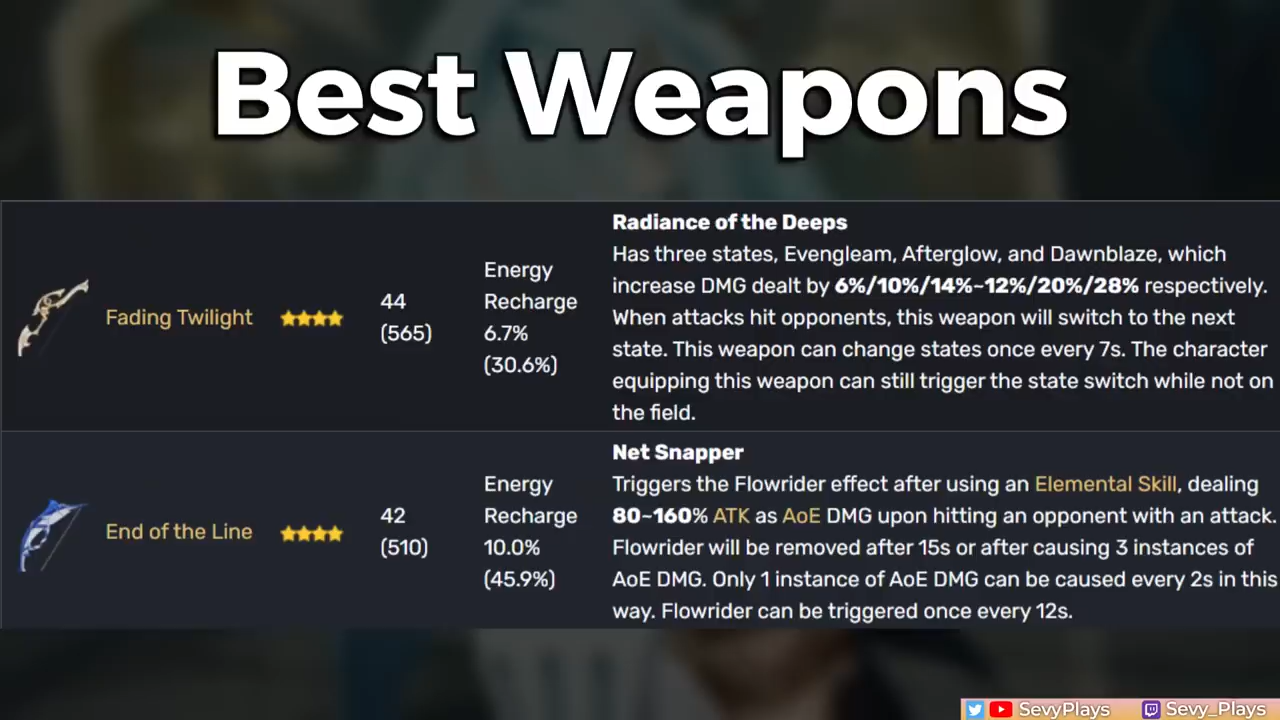 Best Weapons
Radiance of the Deeps
Has three states, Evengleam, Afterglow, and Dawnblaze, which
increase DMG dealt by 6%/10%/14%~12%/20%/28% respectively.
When attacks hit opponents, this weapon will switch to the next
state. This weapon can change states once every 7s. The character
equipping this weapon can still trigger the state switch while not on
the field.
Fading Twilight
44
(565)
Energy
Recharge
6.7%
(30.6%)
Net Snapper
Triggers the Flowrider effect after using an Elemental Skill, dealing
80~160% ATK as AoE DMG upon hitting an opponent with an attack.
Flowrider will be removed after 15s or after causing 3 instances of
AoE DMG. Only 1 instance of AoE DMG can be caused every 2s in this
way. Flowrider can be triggered once every 12s.
End of the Line
42
(510)
Energy
Recharge
10.0%
(45.9%)
SevyPlays
Sevy_Plays